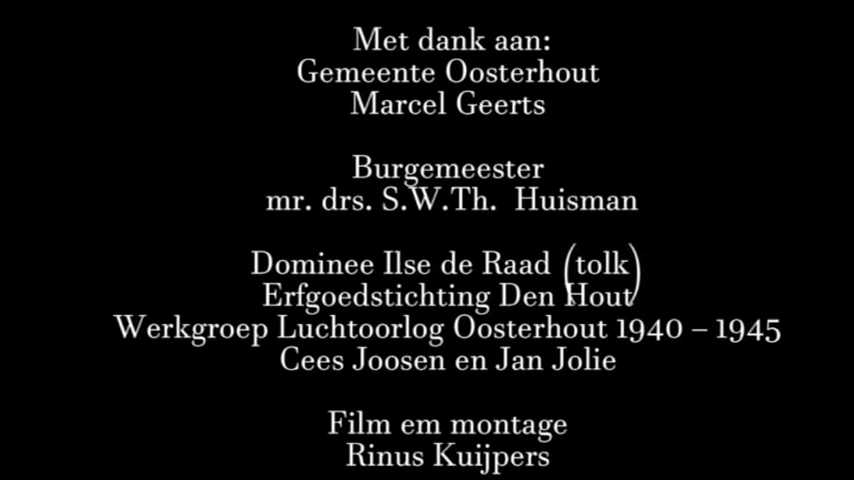 Met dank aan:
Gemeente Oosterhout
Marcel Geerts
Burgemeester
mr. drs. S.W.Th. Huisman
Dominee Ilse de Raad (tolk)
Erfgoedstichting Den Hout
Werkgroep Luchtoorlog Oosterhout 1940 – 1945
Cees Joosen en Jan Jolie
Film em montage
Rinus Kuijpers